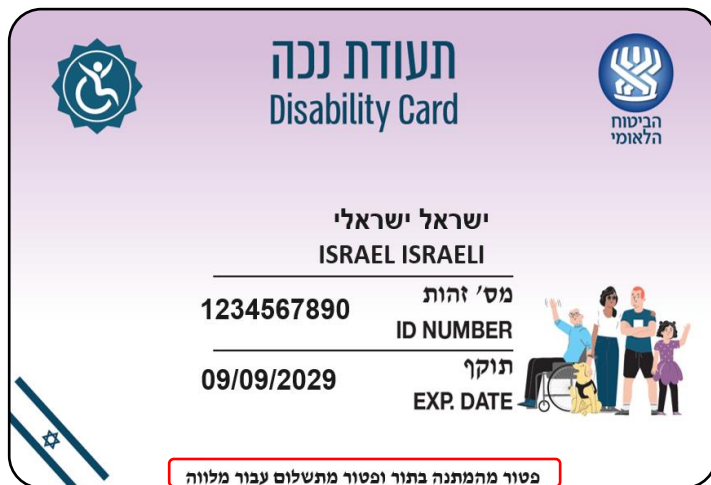 תעודת נכה
Disability Card
הביטוח
הלאומי
ישראל ישראלי
ISRAEL ISRAELI
מס' זהות
1234567890
ID NUMBER
תוקף
09/09/2029
EXP. DATE
פטור מהמתנה בתור ופטור מתשלום עבור מלווה